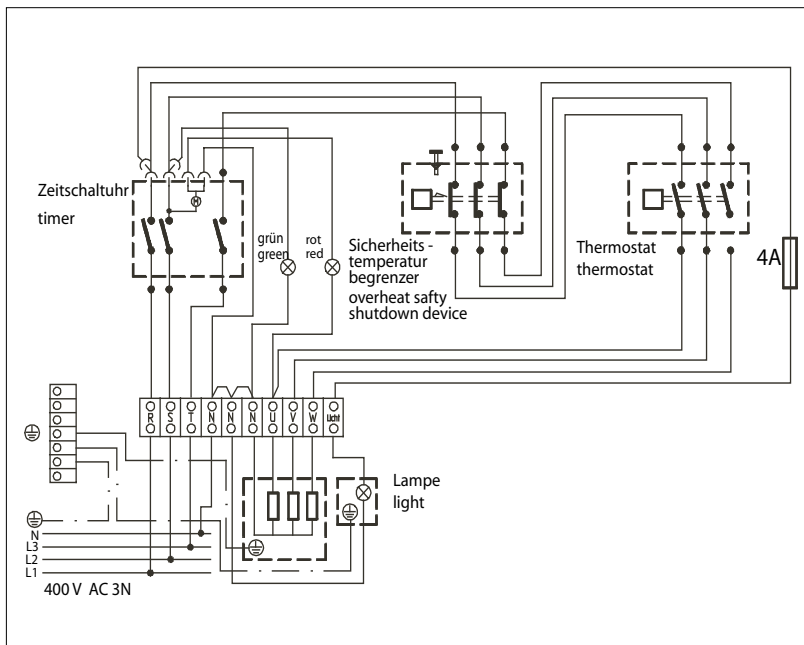 Zeitschaltuhr
timer
M
grün
green
rot
red
Sicherheits -
temperatur
begrenzer
overheat safty
shutdown device
Thermostat
thermostat
4A
R S T N N N U V W Licht
Lampe
light
N
L3
L2
L1
400 V AC 3N